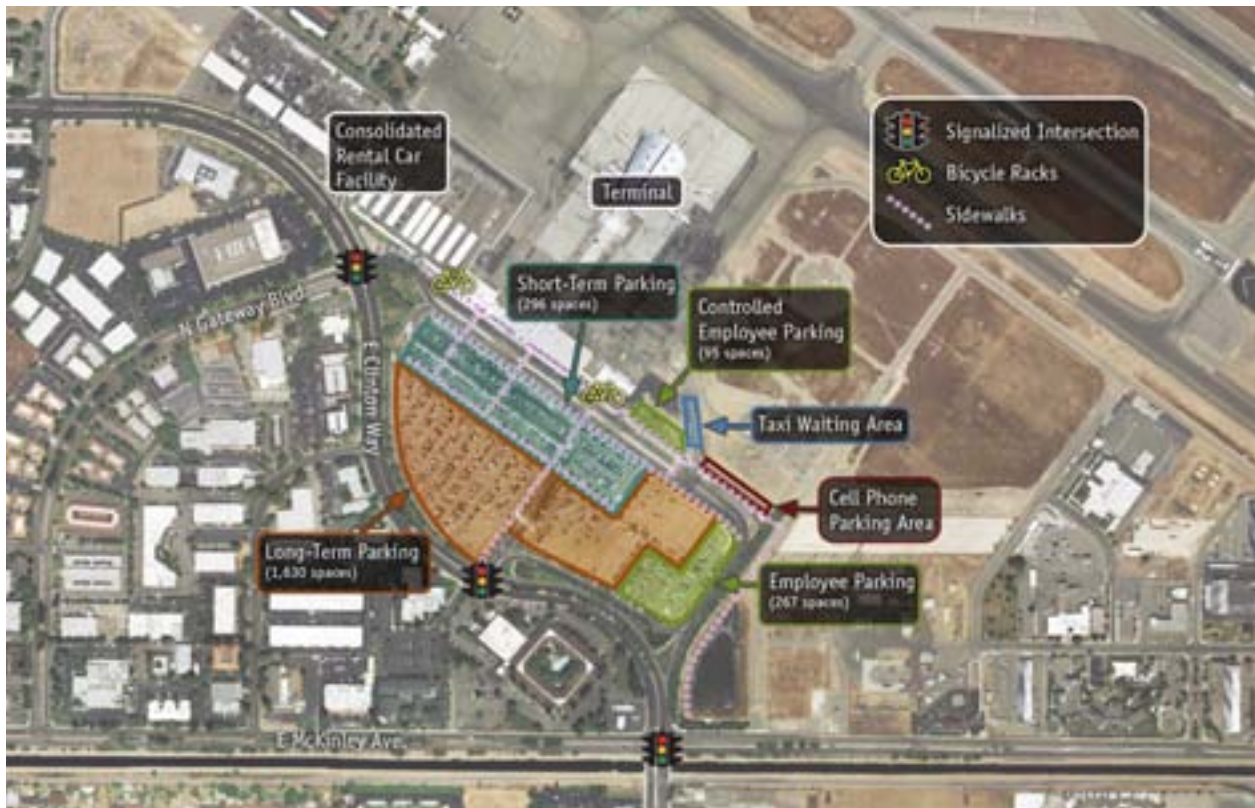 Consolidated
Rental Car
Facility
Terminal
Signalized Intersection
Bicycle Racks
Sidewalks
Short-Term Parking
(296 spaces)
Controlled
Employee Parking
(95 spaces)
N Gateway Blvd
E Clinton Way
Taxi Waiting Area
Cell Phone
Parking Area
Long-Term Parking
(1,630 spaces)
Employee Parking
(267 spaces)
E McKinley Ave.